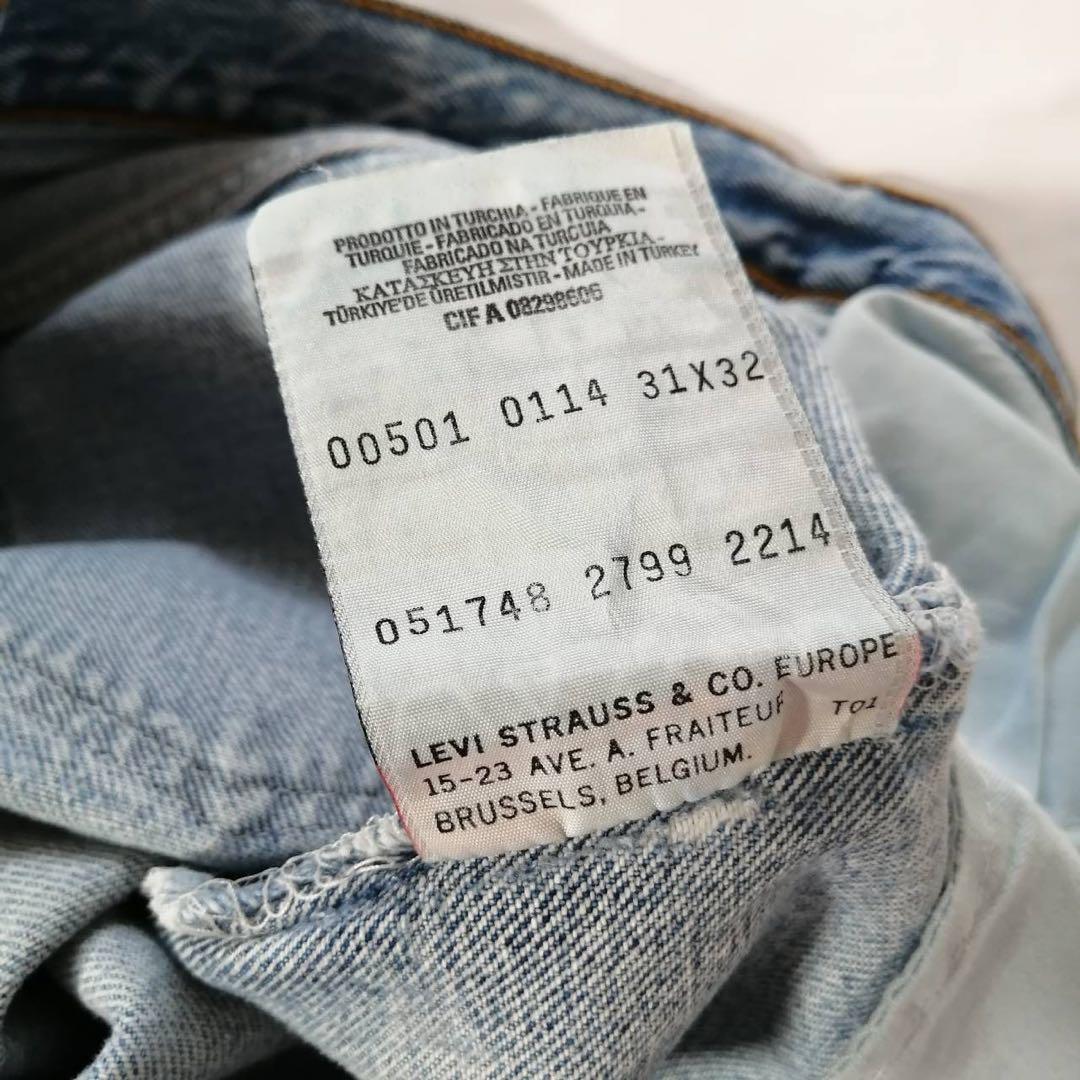 PRODOTTO IN TURCHIA - FABRIQUE EN
TURQUIE - FABRICADO EN TURQUIA -
FABRICADO NA TURCUIA
ΚΑΤΑΣΚΕΥΗ ΣΤΗΝ ΤΟΥΡΚΙΑ -
TÜRKIYE'DE ÜRETILMISTIR - MADE IN TURKEY
CIF A 08298606
00501 0114 31X32
051748 2799 2214
LEVI STRAUSS & CO. EUROPE
15-23 AVE. A. FRAITEUR T01
BRUSSELS, BELGIUM.